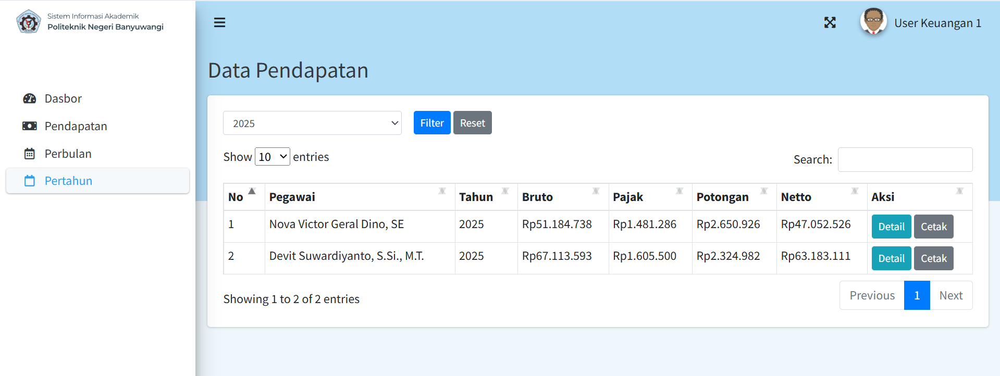 Sistem Informasi Akademik
Politeknik Negeri Banyuwangi
User Keuangan 1
Dasbor
Pendapatan
Perbulan
Pertahun
Data Pendapatan
2025 Filter Reset
Show 10 entries Search:
No Pegawai Tahun Bruto Pajak Potongan Netto Aksi
1 Nova Victor Geral Dino, SE 2025 Rp51.184.738 Rp1.481.286 Rp2.650.926 Rp47.052.526 Detail Cetak
2 Devit Suwardiyanto, S.Si., M.T. 2025 Rp67.113.593 Rp1.605.500 Rp2.324.982 Rp63.183.111 Detail Cetak
Showing 1 to 2 of 2 entries Previous 1 Next